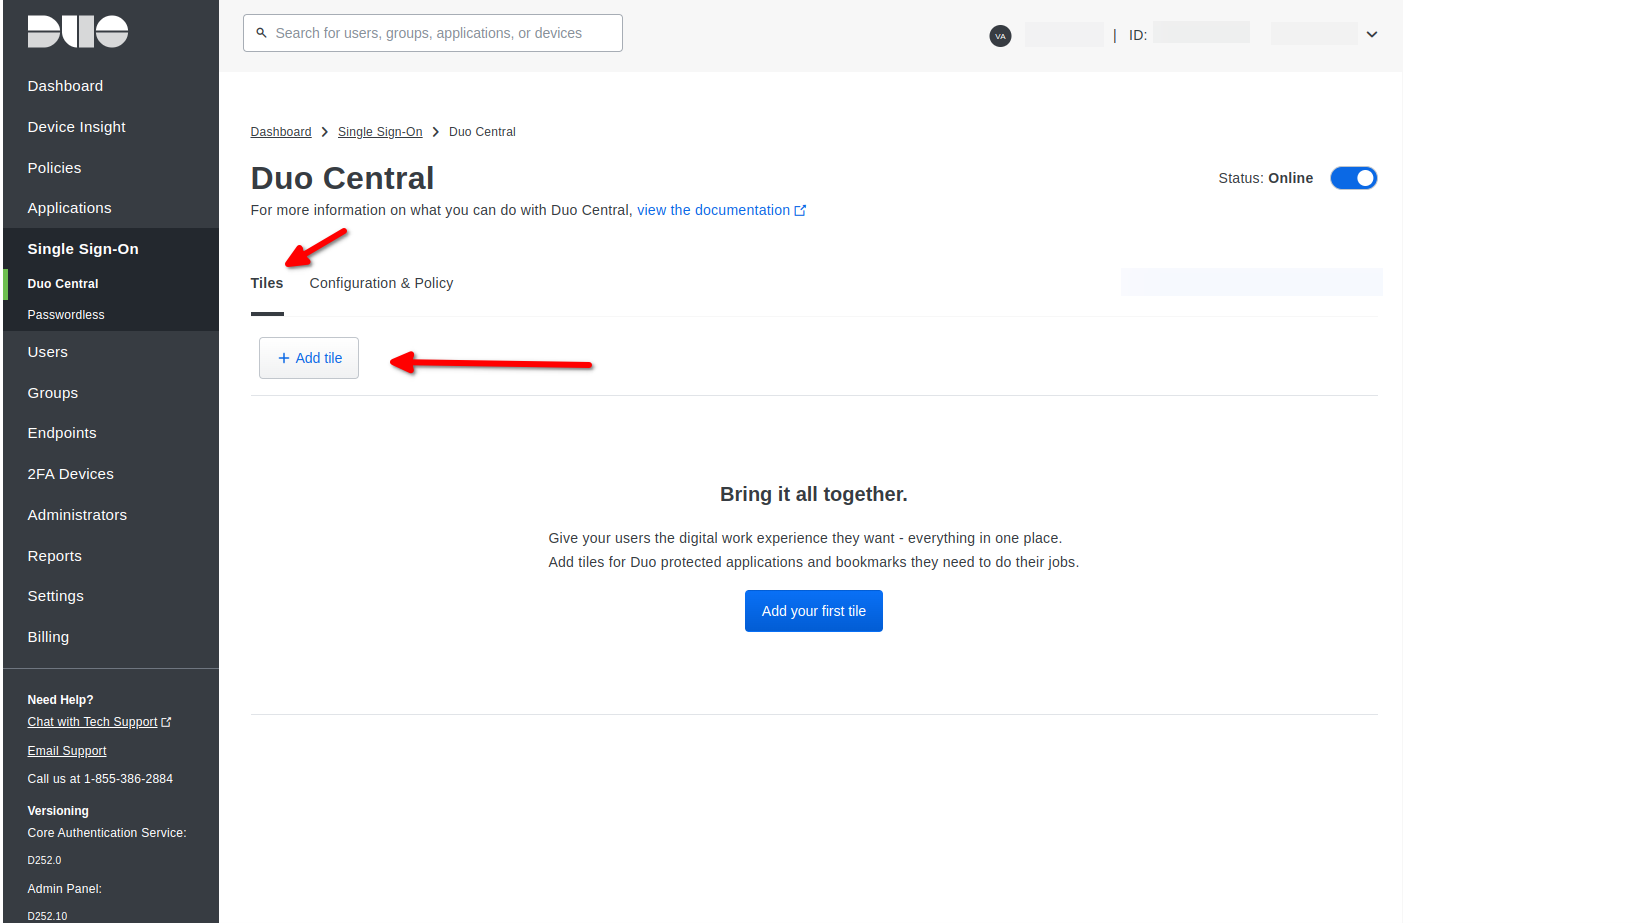 DUO
Search for users, groups, applications, or devices
VA
| ID:
Dashboard
Device Insight
Policies
Applications
Single Sign-On
Duo Central
Passwordless
Users
Groups
Endpoints
2FA Devices
Administrators
Reports
Settings
Billing
Need Help?
Chat with Tech Support
Email Support
Call us at 1-855-386-2884
Versioning
Core Authentication Service:
D252.0
Admin Panel:
D252.10
Dashboard > Single Sign-On > Duo Central
Duo Central
Status: Online
For more information on what you can do with Duo Central, view the documentation
Tiles Configuration & Policy
+ Add tile
Bring it all together.
Give your users the digital work experience they want - everything in one place.
Add tiles for Duo protected applications and bookmarks they need to do their jobs.
Add your first tile